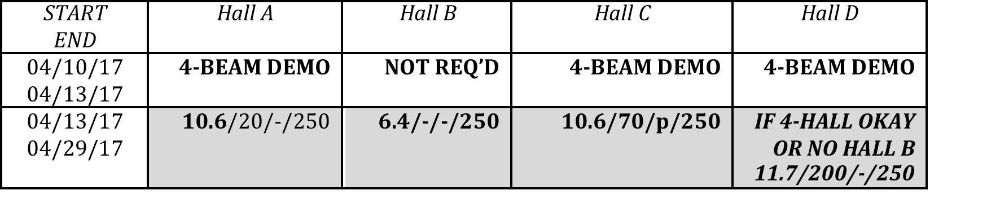 START Hall A Hall B Hall C Hall D
END
04/10/17 4-BEAM DEMO NOT REQ’D 4-BEAM DEMO 4-BEAM DEMO
04/13/17
04/13/17 10.6/20/-/250 6.4/-/-/250 10.6/70/p/250 IF 4-HALL OKAY
04/29/17 OR NO HALL B
11.7/200/-/250